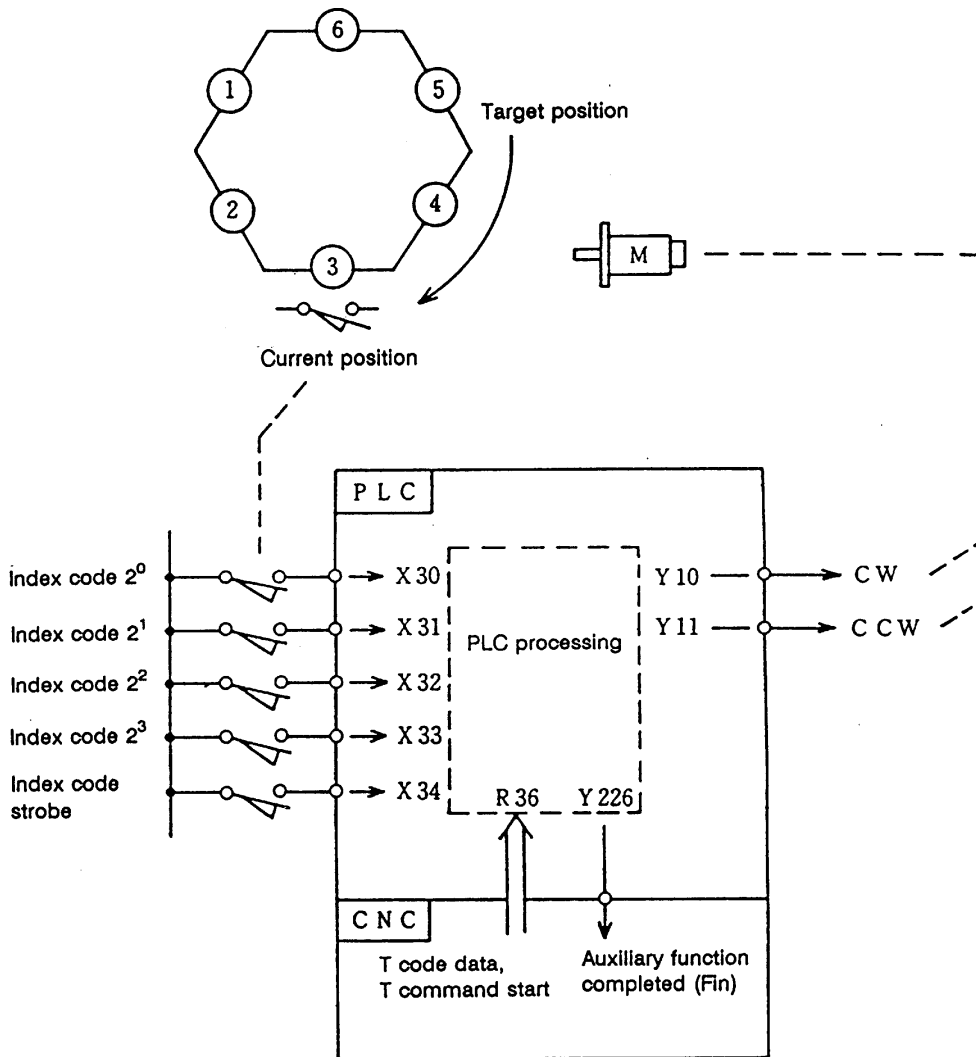 6
1
5
Target position
2
4
3
M
Current position
PLC
Index code 2⁰
X30
Y10
CW
Index code 2¹
X31
PLC processing
Y11
CCW
Index code 2²
X32
Index code 2³
X33
Index code
strobe
X34
R36
Y226
CNC
T code data,
T command start
Auxiliary function
completed (Fin)